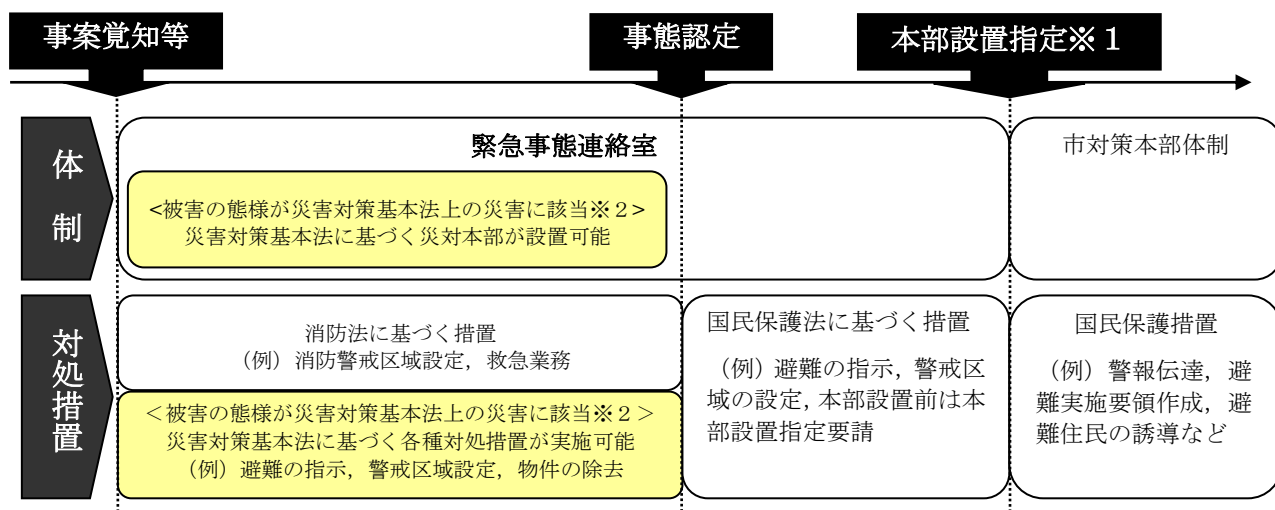 事案覚知等
事態認定
本部設置指定※１
体制
緊急事態連絡室
<被害の態様が災害対策基本法上の災害に該当※２>
災害対策基本法に基づく災対本部が設置可能
市対策本部体制
対処措置
消防法に基づく措置
（例）消防警戒区域設定，救急業務
＜被害の態様が災害対策基本法上の災害に該当※２＞
災害対策基本法に基づく各種対処措置が実施可能
（例）避難の指示，警戒区域設定，物件の除去
国民保護法に基づく措置
（例）避難の指示，警戒区
域の設定，本部設置前は本
部設置指定要請
国民保護措置
（例）警報伝達，避
難実施要領作成，避
難住民の誘導など